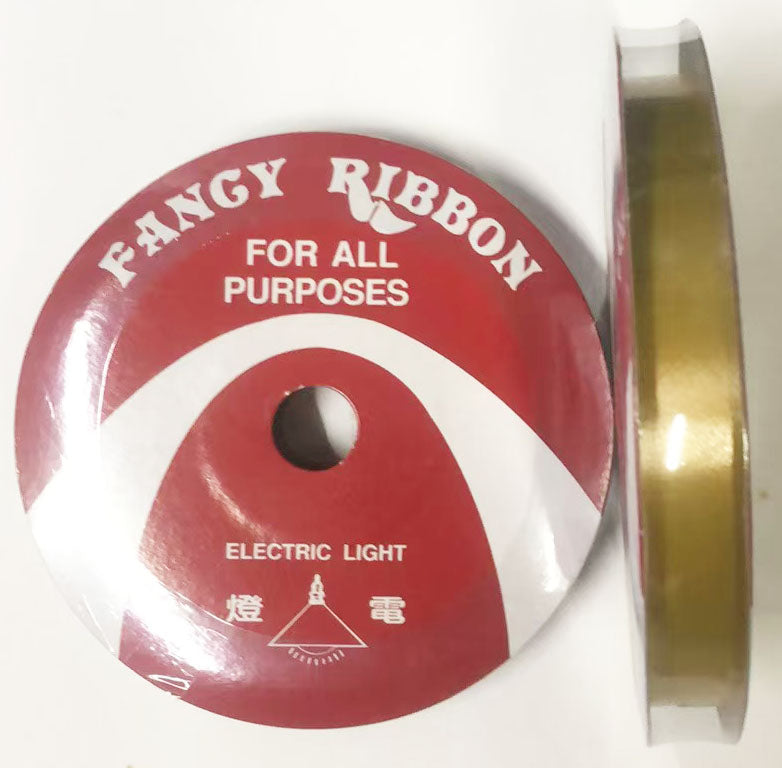 FANCY RIBBON
FOR ALL
PURPOSES
ELECTRIC LIGHT
燈 電